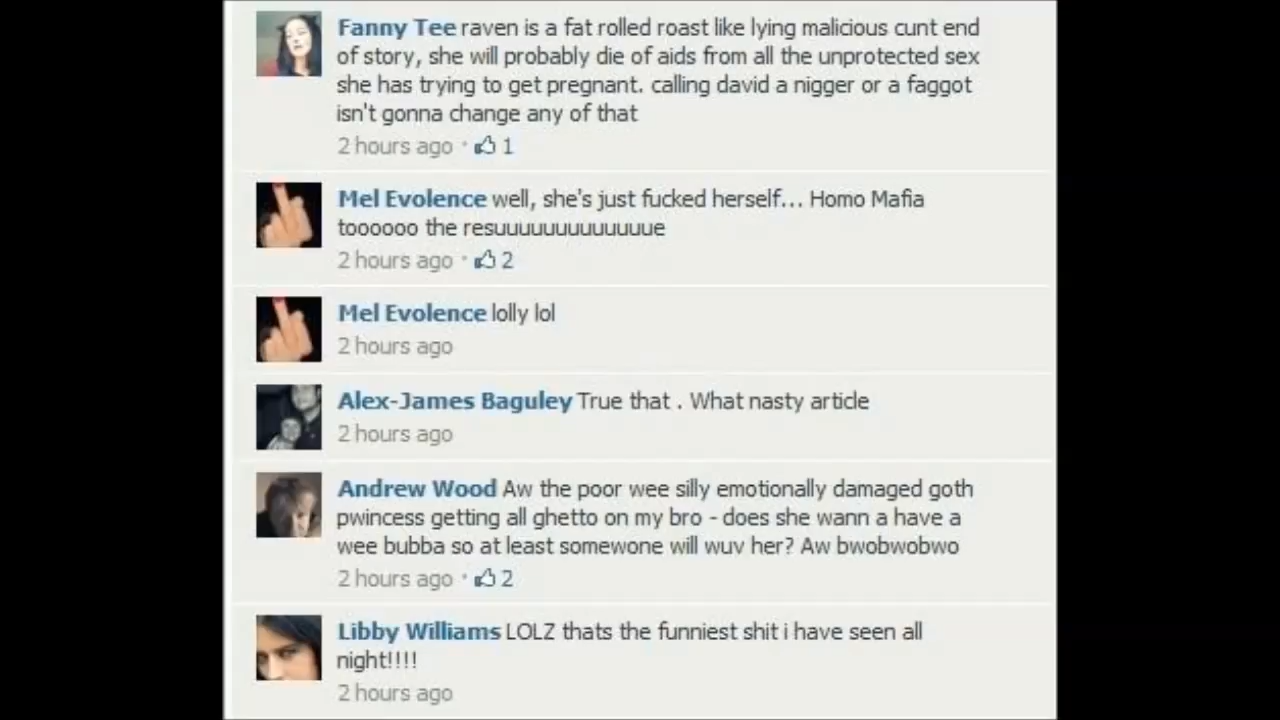 Fanny Tee raven is a fat rolled roast like lying malicious cunt end
of story, she will probably die of aids from all the unprotected sex
she has trying to get pregnant. calling david a nigger or a faggot
isn't gonna change any of that
2 hours ago · 1
Mel Evolence well, she's just fucked herself... Homo Mafia
toooooo the resuuuuuuuuuuuuue
2 hours ago · 2
Mel Evolence lolly lol
2 hours ago
Alex-James Baguley True that . What nasty article
2 hours ago
Andrew Wood Aw the poor wee silly emotionally damaged goth
pwincess getting all ghetto on my bro - does she wann a have a
wee bubba so at least somewone will wuv her? Aw bwobwobwo
2 hours ago · 2
Libby Williams LOLZ thats the funniest shit i have seen all
night!!!!
2 hours ago